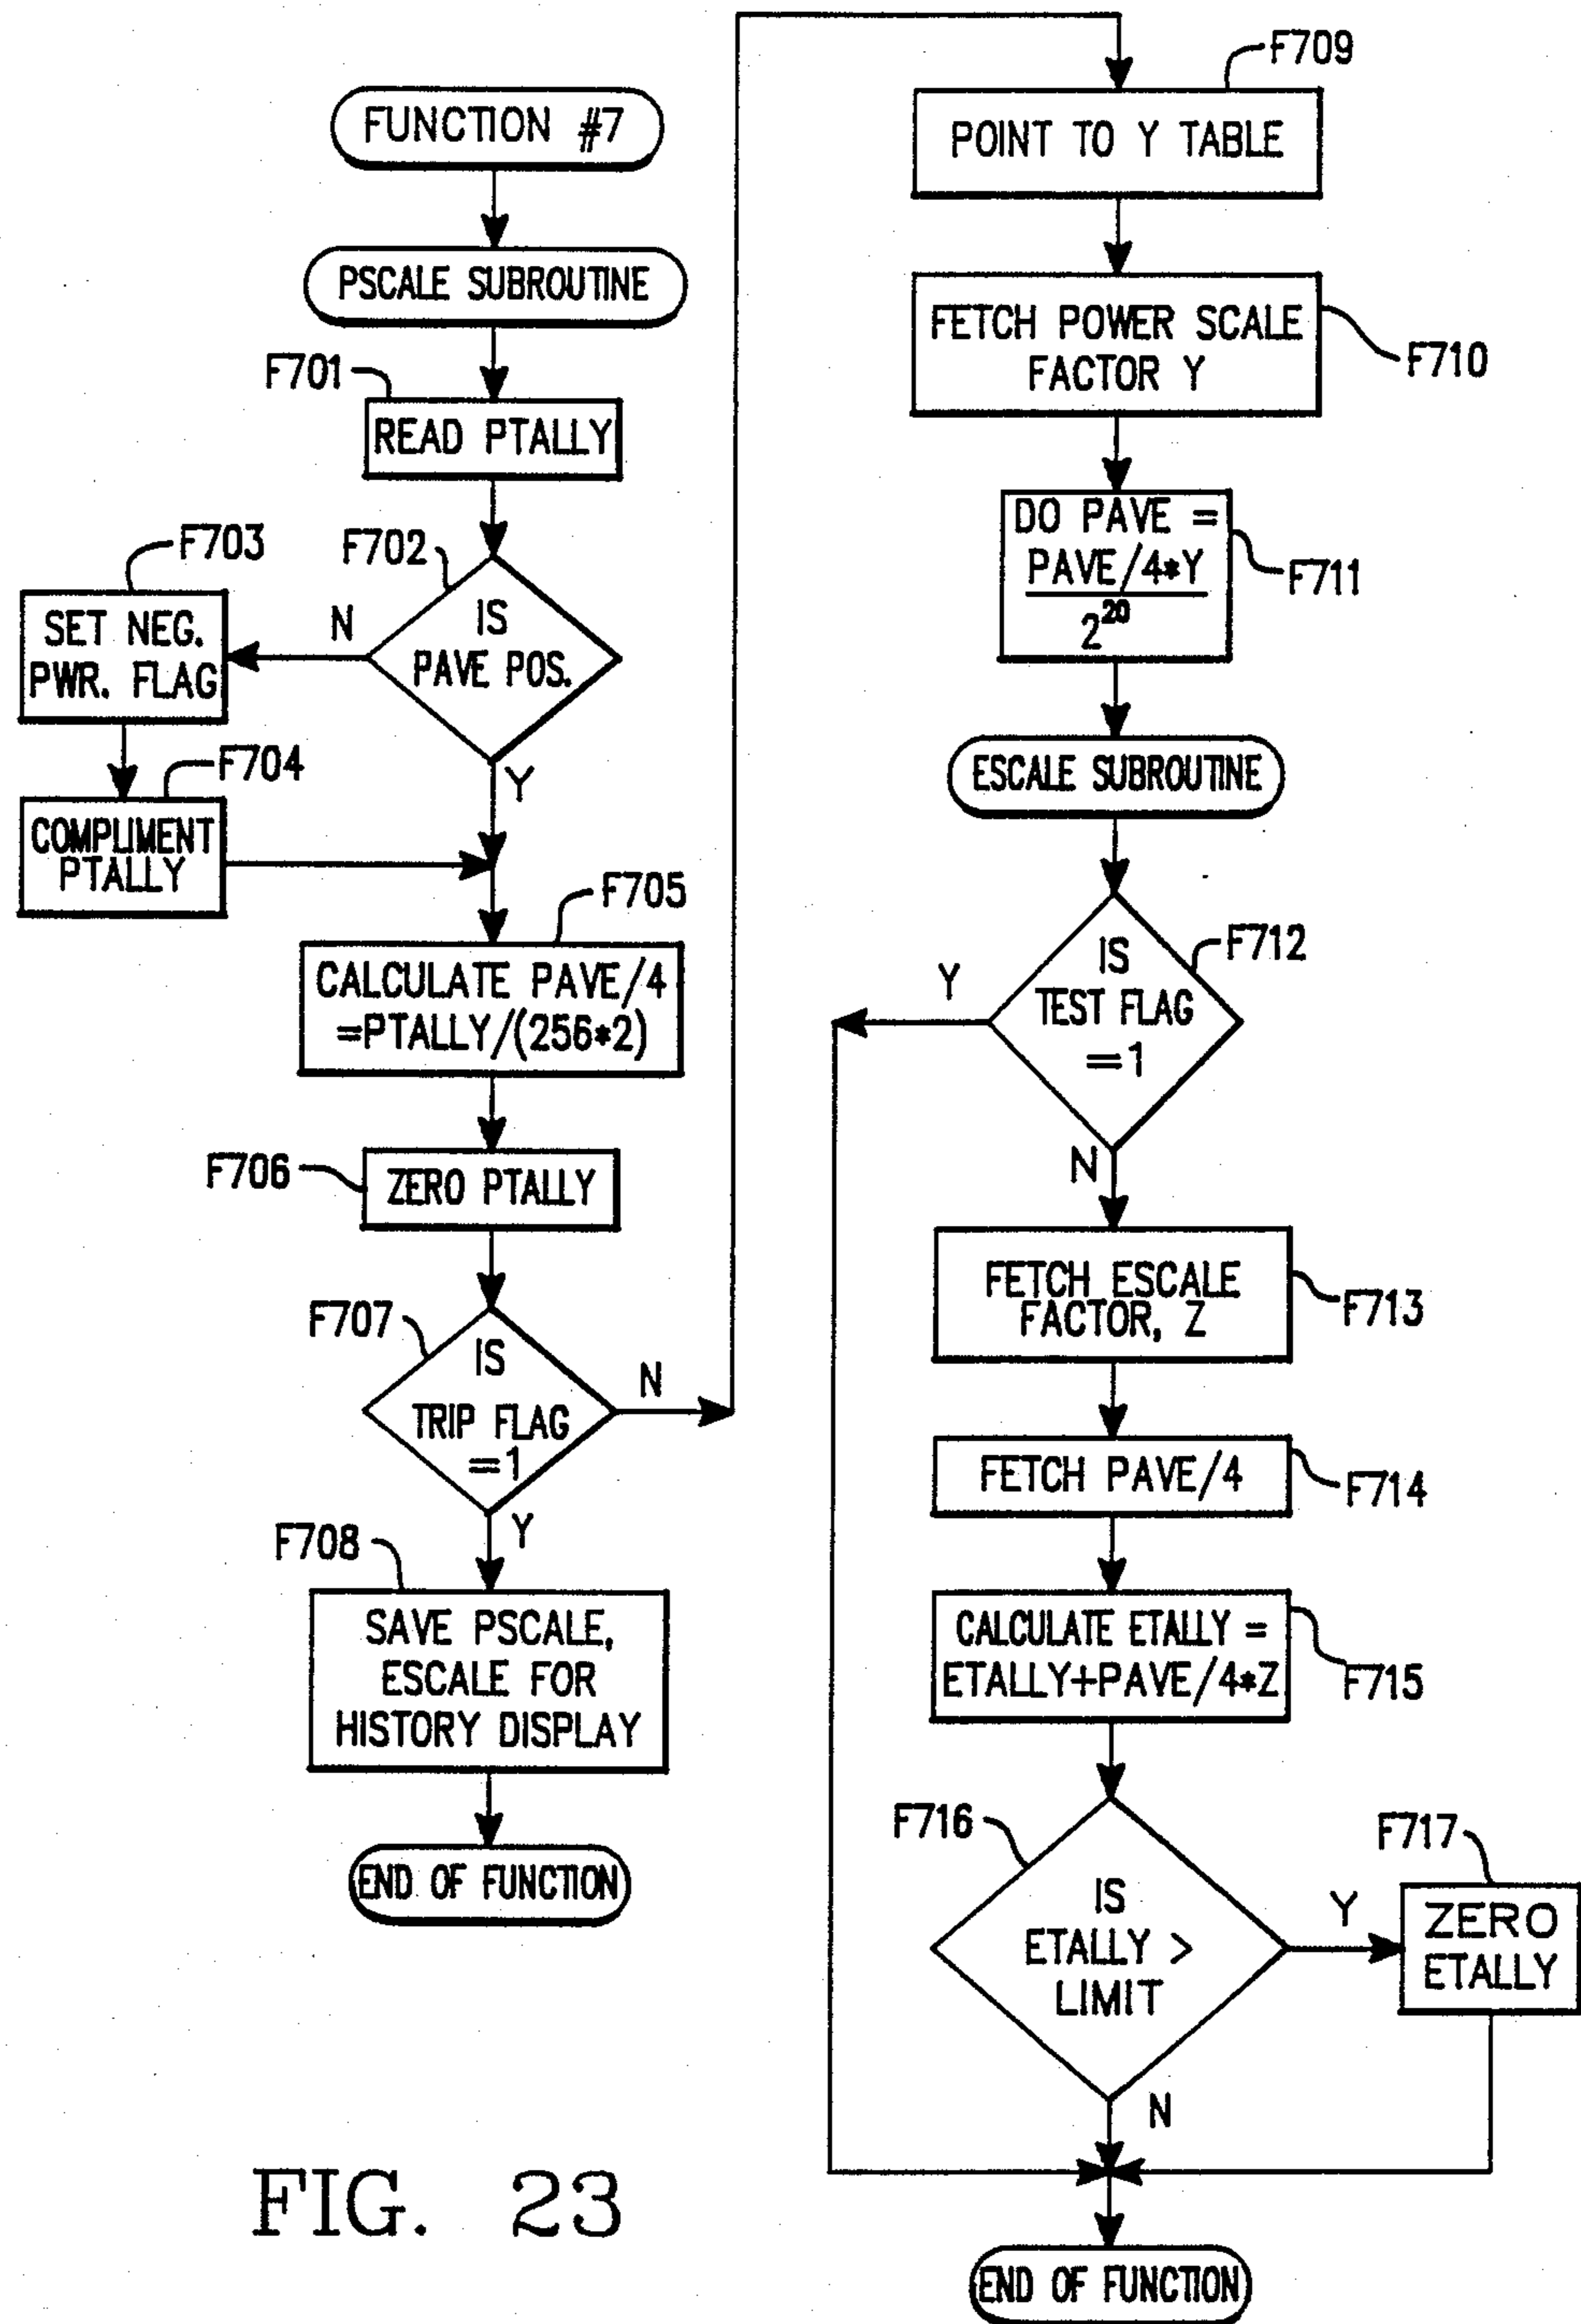 FUNCTION #7
PSCALE SUBROUTINE
F701
READ PTALLY
F702
IS
PAVE POS.
N
Y
F703
SET NEG.
PWR. FLAG
F704
COMPLIMENT
PTALLY
F705
CALCULATE PAVE/4
=PTALLY/(256*2)
F706
ZERO PTALLY
F707
IS
TRIP FLAG
=1
N
Y
F708
SAVE PSCALE,
ESCALE FOR
HISTORY DISPLAY
END OF FUNCTION
F709
POINT TO Y TABLE
FETCH POWER SCALE
FACTOR Y
F710
DO PAVE =
PAVE/4*Y
2^20
F711
ESCALE SUBROUTINE
F712
IS
TEST FLAG
=1
Y
N
FETCH ESCALE
FACTOR, Z
F713
FETCH PAVE/4
F714
CALCULATE ETALLY =
ETALLY+PAVE/4*Z
F715
F716
IS
ETALLY >
LIMIT
Y
N
F717
ZERO
ETALLY
END OF FUNCTION
FIG. 23